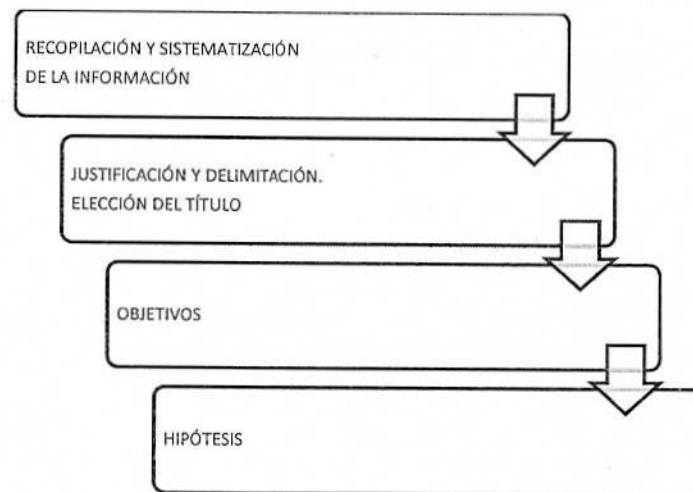 RECOPILACIÓN Y SISTEMATIZACIÓN
DE LA INFORMACIÓN
JUSTIFICACIÓN Y DELIMITACIÓN.
ELECCIÓN DEL TÍTULO
OBJETIVOS
HIPÓTESIS